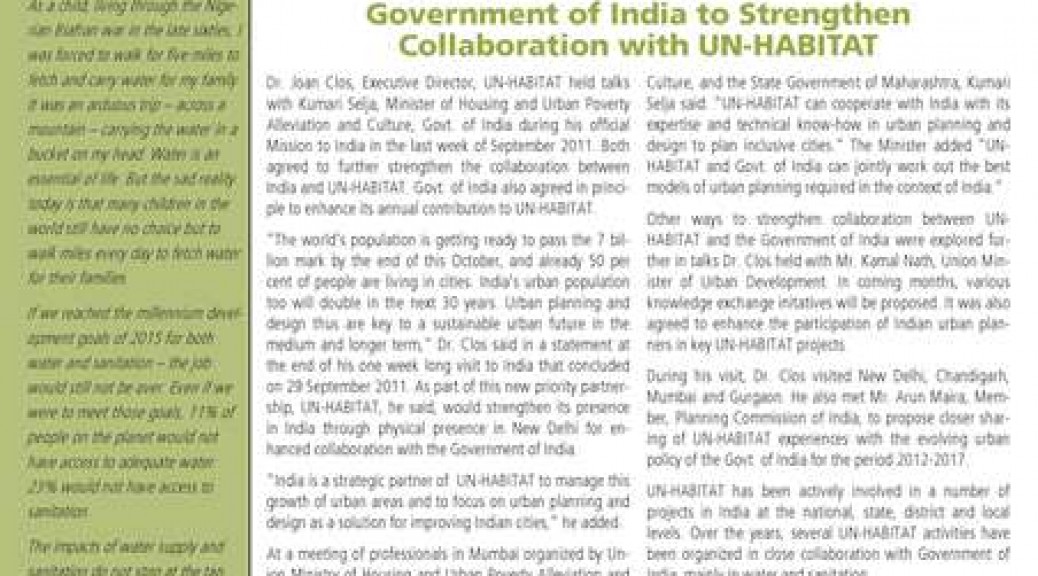 As a child, living through the Nige-
rian Biafran war in the late sixties, I
was forced to walk for five miles to
fetch and carry water for my family.
It was an arduous trip – across a
mountain – carrying the water in a
bucket on my head. Water is an
essential of life. But the sad reality
today is that many children in the
world still have no choice but to
walk miles every day to fetch water
for their families.
If we reached the millennium devel-
opment goals of 2015 for both
water and sanitation – the job
would still not be over. Even if we
were to meet those goals, 11% of
people on the planet would not
have access to adequate water.
23% would not have access to
sanitation.
The impacts of water supply and
sanitation do not stop at the tap
Government of India to Strengthen
Collaboration with UN-HABITAT
Dr. Joan Clos, Executive Director, UN-HABITAT held talks
with Kumari Selja, Minister of Housing and Urban Poverty
Alleviation and Culture, Govt. of India during his official
Mission to India in the last week of September 2011. Both
agreed to further strengthen the collaboration between
India and UN-HABITAT. Govt. of India also agreed in princi-
ple to enhance its annual contribution to UN-HABITAT.
"The world's population is getting ready to pass the 7 bil-
lion mark by the end of this October, and already 50 per
cent of people are living in cities. India's urban population
too will double in the next 30 years. Urban planning and
design thus are key to a sustainable urban future in the
medium and longer term," Dr. Clos said in a statement at
the end of his one week long visit to India that concluded
on 29 September 2011. As part of this new priority partner-
ship, UN-HABITAT, he said, would strengthen its presence
in India through physical presence in New Delhi for en-
hanced collaboration with the Government of India.
"India is a strategic partner of UN-HABITAT to manage this
growth of urban areas and to focus on urban planning and
design as a solution for improving Indian cities," he added.
At a meeting of professionals in Mumbai organized by Un-
ion Ministry of Housing and Urban Poverty Alleviation and
Culture, and the State Government of Maharashtra, Kumari
Selja said. "UN-HABITAT can cooperate with India with its
expertise and technical know-how in urban planning and
design to plan inclusive cities." The Minister added "UN-
HABITAT and Govt. of India can jointly work out the best
models of urban planning required in the context of India."
Other ways to strengthen collaboration between UN-
HABITAT and the Government of India were explored fur-
ther in talks Dr. Clos held with Mr. Kamal Nath, Union Min-
ister of Urban Development. In coming months, various
knowledge exchange initatives will be proposed. It was also
agreed to enhance the participation of Indian urban plan-
ners in key UN-HABITAT projects.
During his visit, Dr. Clos visited New Delhi, Chandigarh,
Mumbai and Gurgaon. He also met Mr. Arun Maira, Mem-
ber, Planning Commission of India, to propose closer shar-
ing of UN-HABITAT experiences with the evolving urban
policy of the Govt. of India for the period 2012-2017.
UN-HABITAT has been actively involved in a number of
projects in India at the national, state, district and local
levels. Over the years, several UN-HABITAT activities have
been organized in close collaboration with Government of
India, mainly in water and sanitation